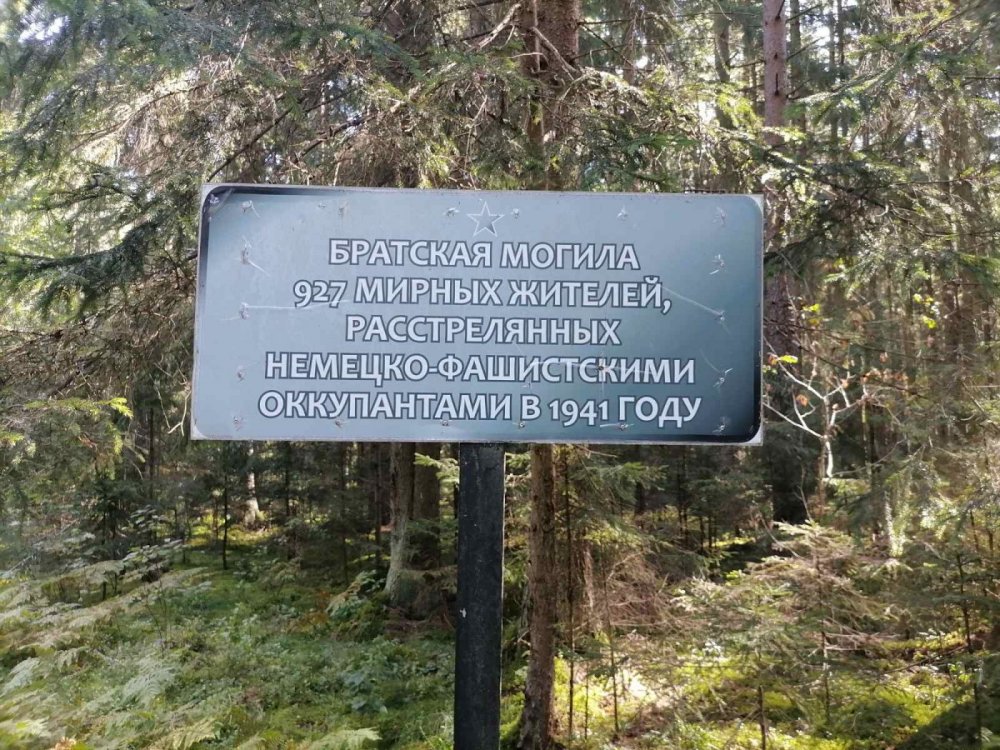 БРАТСКАЯ МОГИЛА
927 МИРНЫХ ЖИТЕЛЕЙ,
РАССТРЕЛЯННЫХ
НЕМЕЦКО-ФАШИСТСКИМИ
ОККУПАНТАМИ В 1941 ГОДУ